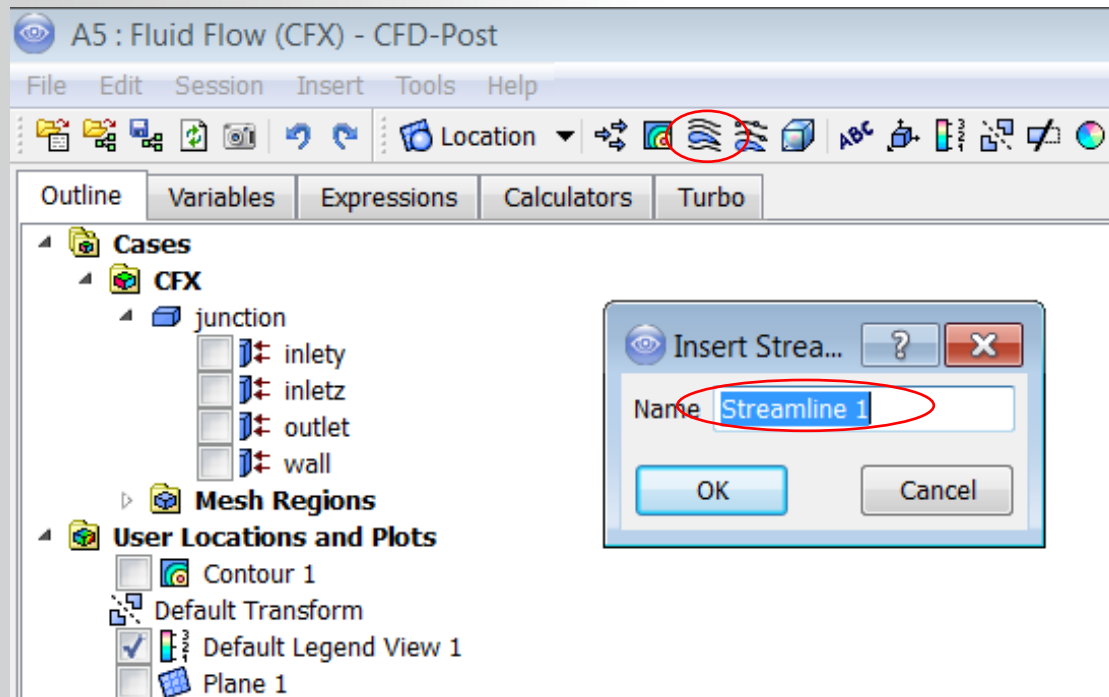 A5 : Fluid Flow (CFX) - CFD-Post
File Edit Session Insert Tools Help
Location ABC
Outline Variables Expressions Calculators Turbo
Cases
CFX
junction
inlety
inletz
outlet
wall
Mesh Regions
User Locations and Plots
Contour 1
Default Transform
Default Legend View 1
Plane 1
Insert Strea... ?
Name Streamline 1
OK Cancel